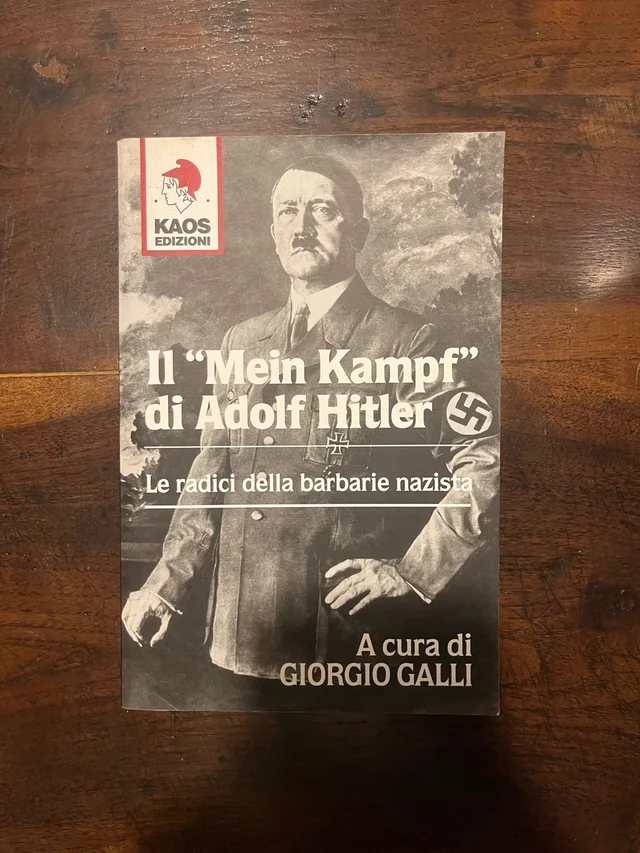 KAOS
EDIZIONI
Il “Mein Kampf”
di Adolf Hitler
Le radici della barbarie nazista
A cura di
GIORGIO GALLI